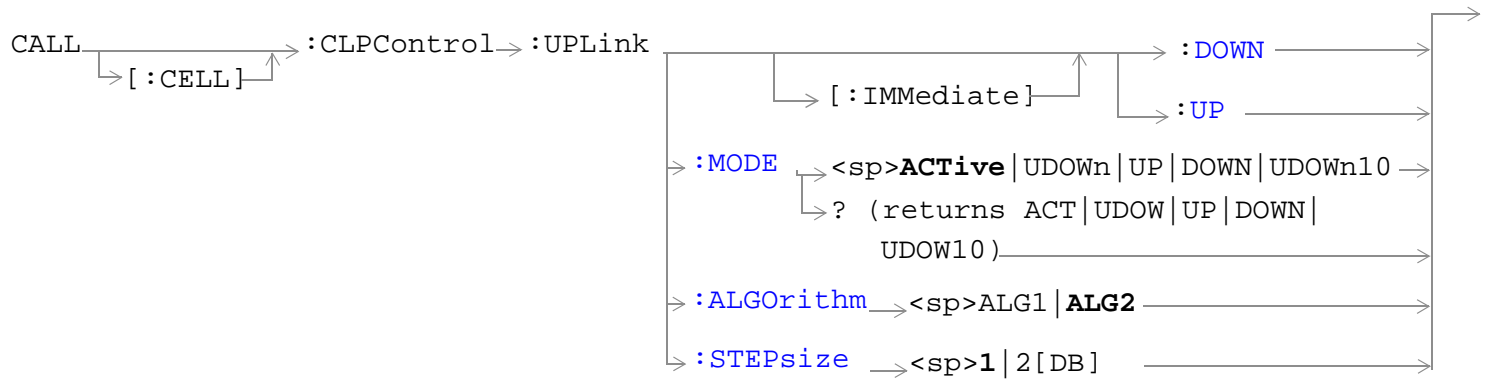 CALL :CLPControl :UPLink :DOWN
[:CELL] [:IMMediate]
:UP
:MODE <sp>ACTive|UDOWn|UP|DOWN|UDOWn10
? (returns ACT|UDOW|UP|DOWN|
UDOW10)
:ALGOrithm <sp>ALG1|ALG2
:STEPsize <sp>1|2[DB]